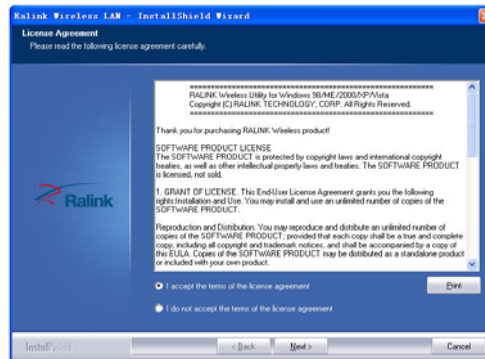 Ralink Wireless LAN - InstallShield Wizard
License Agreement
Please read the following license agreement carefully.
==================================================
RALINK Wireless Utility for Windows 98/ME/2000/XP/Vista
Copyright (C) RALINK TECHNOLOGY, CORP. All Rights Reserved.
==================================================
Thank you for purchasing RALINK Wireless product!
SOFTWARE PRODUCT LICENSE
The SOFTWARE PRODUCT is protected by copyright laws and international copyright
treaties, as well as other intellectual property laws and treaties. The SOFTWARE PRODUCT
is licensed, not sold.
1. GRANT OF LICENSE. This End-User License Agreement grants you the following
rights:Installation and Use. You may install and use an unlimited number of copies of the
SOFTWARE PRODUCT.
Reproduction and Distribution. You may reproduce and distribute an unlimited number of
copies of the SOFTWARE PRODUCT; provided that each copy shall be a true and complete
copy, including all copyright and trademark notices, and shall be accompanied by a copy of
this EULA. Copies of the SOFTWARE PRODUCT may be distributed as a standalone product
or included with your own product.
Ralink
I accept the terms of the license agreement
Print
I do not accept the terms of the license agreement
InstallShield
< Back
Next >
Cancel